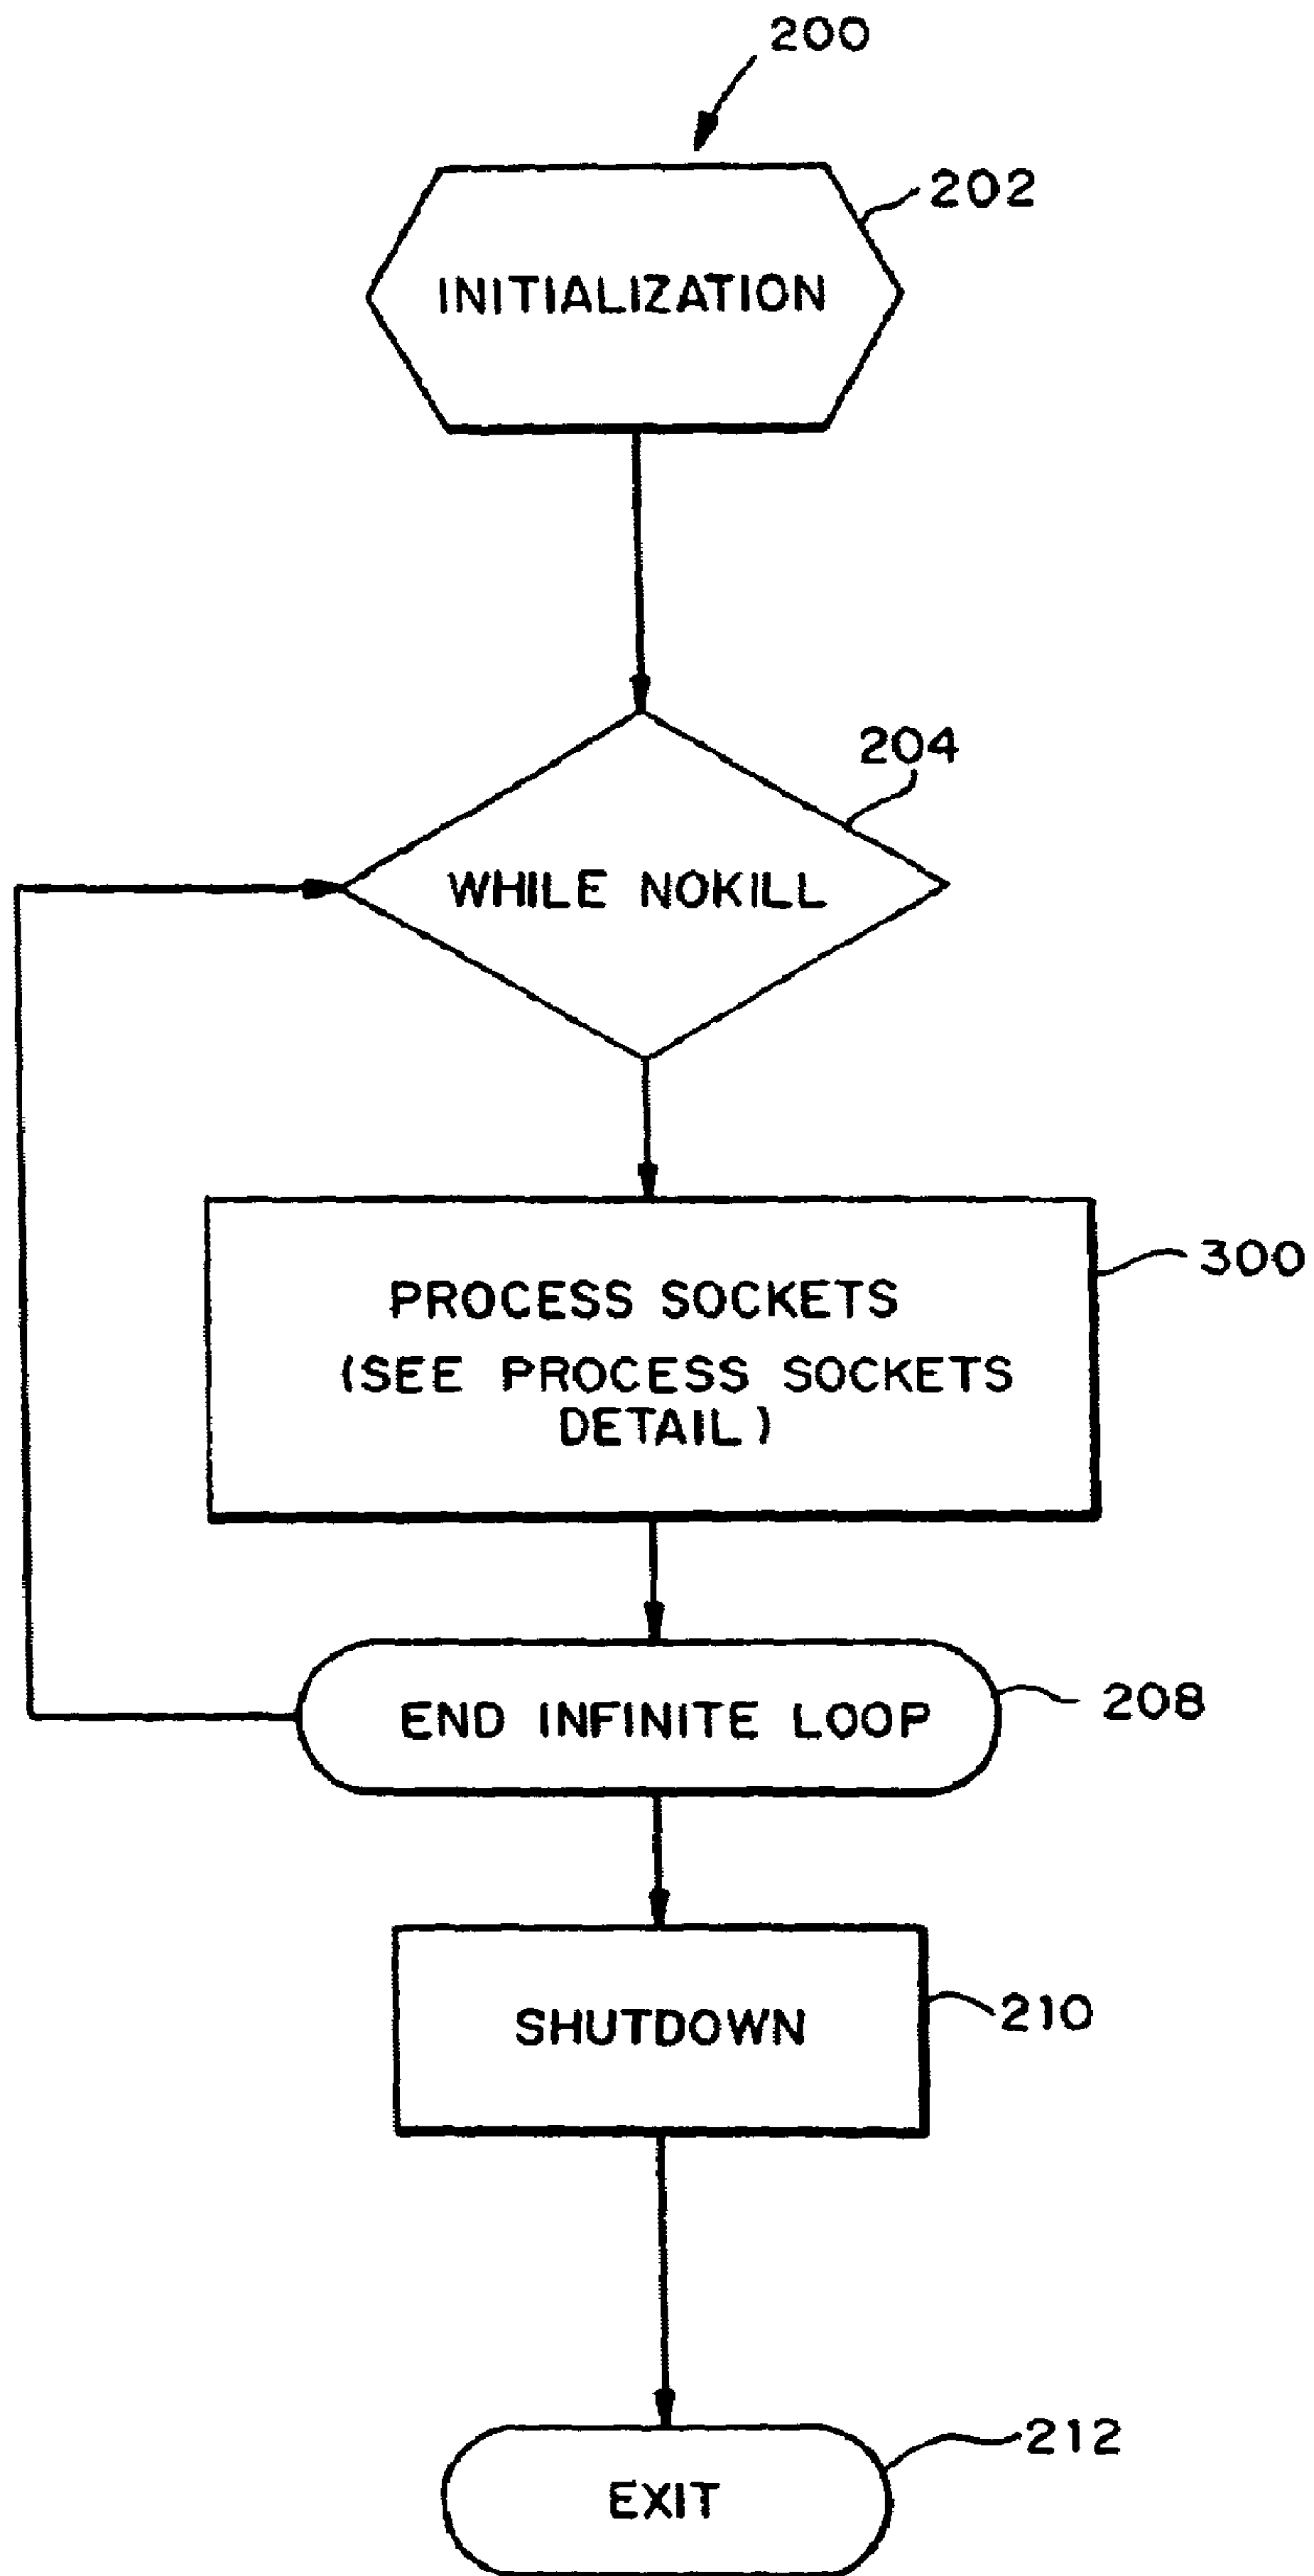 200
202
INITIALIZATION
204
WHILE NOKILL
300
PROCESS SOCKETS
(SEE PROCESS SOCKETS
DETAIL)
END INFINITE LOOP
208
SHUTDOWN
210
212
EXIT